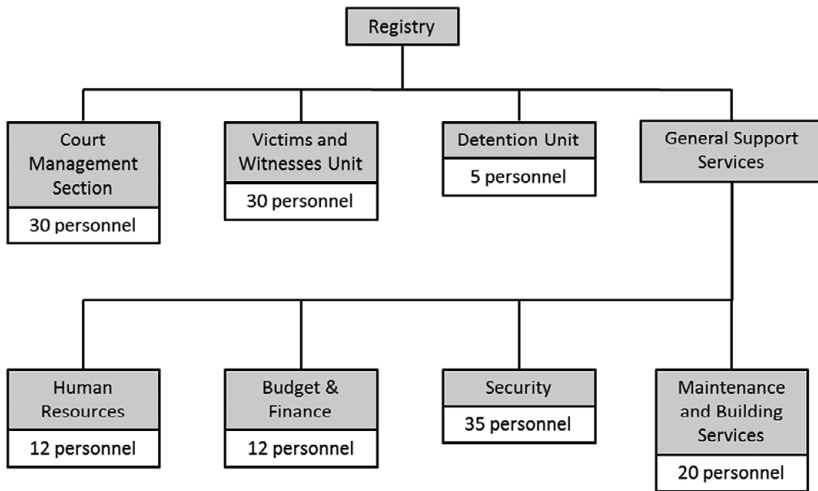 Registry
Court
Management
Section
30 personnel
Victims and
Witnesses Unit
30 personnel
Detention Unit
5 personnel
General Support
Services
Human
Resources
12 personnel
Budget &
Finance
12 personnel
Security
35 personnel
Maintenance
and Building
Services
20 personnel